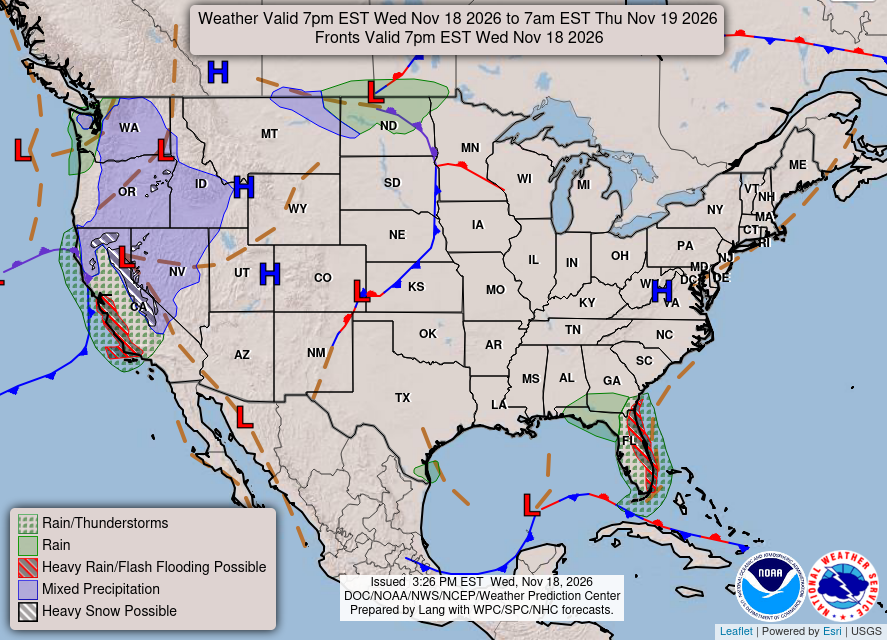 Weather Valid 7pm EST Wed Nov 18 2026 to 7am EST Thu Nov 19 2026
Fronts Valid 7pm EST Wed Nov 18 2026
H
L
ME
WA
MT
ND
MN
L
L
VT
NH
OR
ID
H
SD
WI
MI
NY
MA
CT
RI
WY
IA
PA
NJ
NE
OH
L
NV
UT
H
CO
IL
IN
MD
DE
DC
W
H
VA
L
KS
MO
KY
CA
NC
TN
OK
AR
SC
AZ
NM
MS
AL
GA
TX
LA
L
FL
L
Rain/Thunderstorms
Rain
Heavy Rain/Flash Flooding Possible
Mixed Precipitation
Heavy Snow Possible
Issued 3:26 PM EST Wed, Nov 18, 2026
DOC/NOAA/NWS/NCEP/Weather Prediction Center
Prepared by Lang with WPC/SPC/NHC forecasts.
NOAA
NATIONAL WEATHER SERVICE
Leaflet | Powered by Esri | USGS